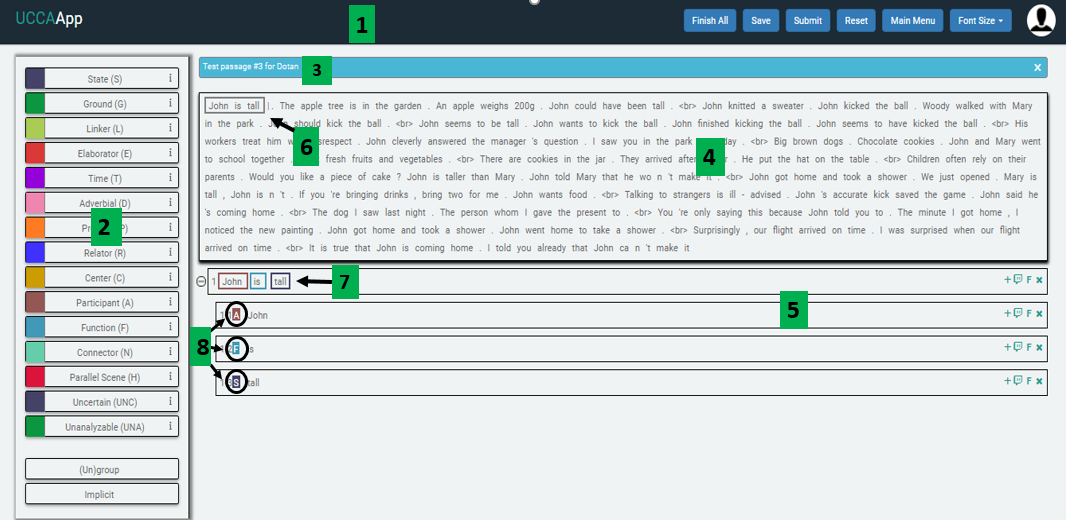 UCCAApp
1
Finish All
Save
Submit
Reset
Main Menu
Font Size
State (S) i
Ground (G) i
Linker (L) i
Elaborator (E) i
Time (T) i
Adverbial (D) i
2
Relator (R) i
Center (C) i
Participant (A) i
Function (F) i
Connector (N) i
Parallel Scene (H) i
Uncertain (UNC) i
Unanalyzable (UNA) i
(Un)group
Implicit
Test passage #3 for Dotan 3 X
John is tall . The apple tree is in the garden . An apple weighs 200g . John could have been tall . <br> John knitted a sweater . John kicked the ball . Woody walked with Mary
in the park . should kick the ball . <br> John seems to be tall . John wants to kick the ball . John finished kicking the ball . John seems to have kicked the ball . <br> His
workers treat him . John cleverly answered the manager 's question . I saw you in the park . <br> Big brown dogs . Chocolate cookies . John and Mary went
to school together . fresh fruits and vegetables . <br> There are cookies in the jar . They arrived . He put the hat on the table . <br> Children often rely on their
parents . Would you like a piece of cake ? John is taller than Mary . John told Mary that he wo n 't make it . <br> John got home and took a shower . We just opened . Mary is
tall , John is n 't . If you 're bringing drinks , bring two for me . John wants food . <br> Talking to strangers is ill - advised . John 's accurate kick saved the game . John said he
's coming home . <br> The dog I saw last night . The person whom I gave the present to . <br> You 're only saying this because John told you to . The minute I got home , I
noticed the new painting . John got home and took a shower . John went home to take a shower . <br> Surprisingly , our flight arrived on time . I was surprised when our flight
arrived on time . <br> It is true that John is coming home . I told you already that John ca n 't make it
6
4
1 John is tall
7
+ F x
5
A John
+ F x
8
F
+ F x
S tall
+ F x